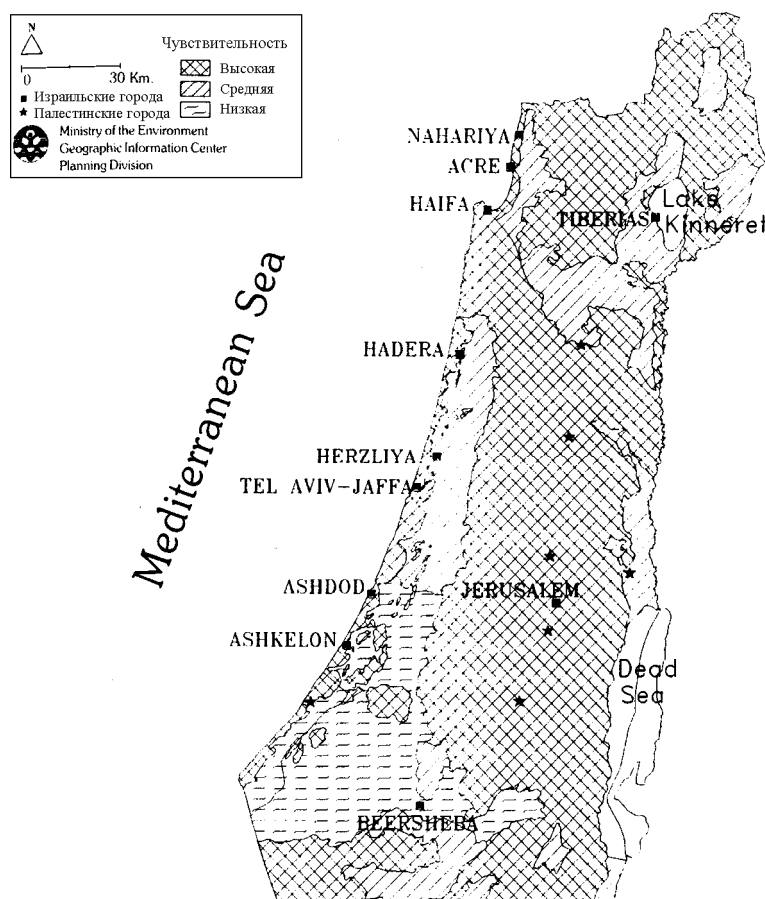 N
Чувствительность
0 30 Km.
Высокая
Средняя
Низкая
Израильские города
Палестинские города
Ministry of the Environment
Geographic Information Center
Planning Division
NAHARIYA
ACRE
HAIFA
TIBERIAS
Lake
Kinneret
Mediterranean Sea
HADERA
HERZLIYA
TEL AVIV-JAFFA
ASHDOD
JERUSALEM
ASHKELON
Dead
Sea
BEERSHEBA